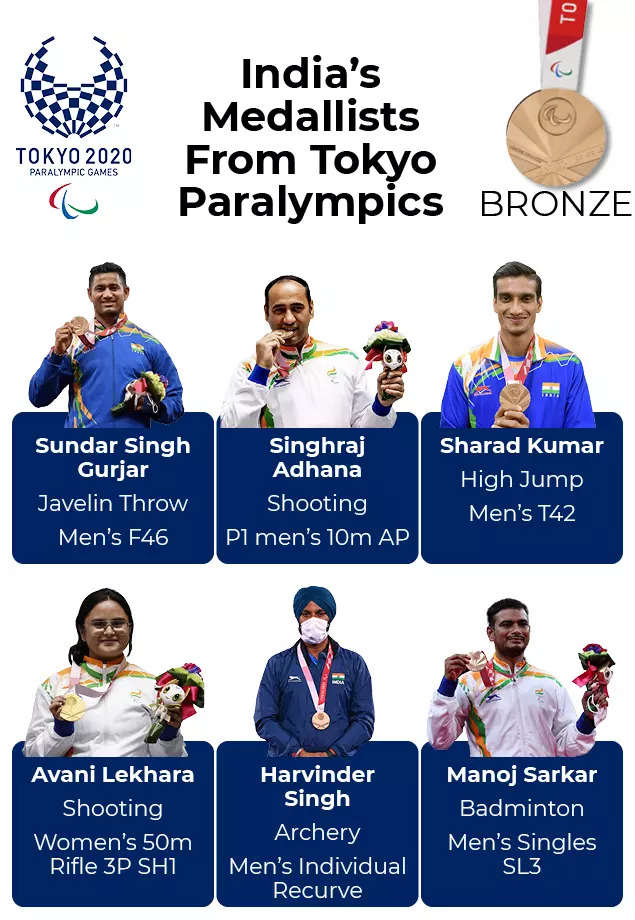 TO
TOKYO 2020
PARALYMPIC GAMES
India's
Medallists
From Tokyo
Paralympics
BRONZE
Sundar Singh
Gurjar
Javelin Throw
Men's F46
Singhraj
Adhana
Shooting
P1 men's 10m AP
Sharad Kumar
High Jump
Men's T42
INDIA
Avani Lekhara
Shooting
Women's 50m
Rifle 3P SH1
INDIA
Harvinder
Singh
Archery
Men's Individual
Recurve
Manoj Sarkar
Badminton
Men's Singles
SL3